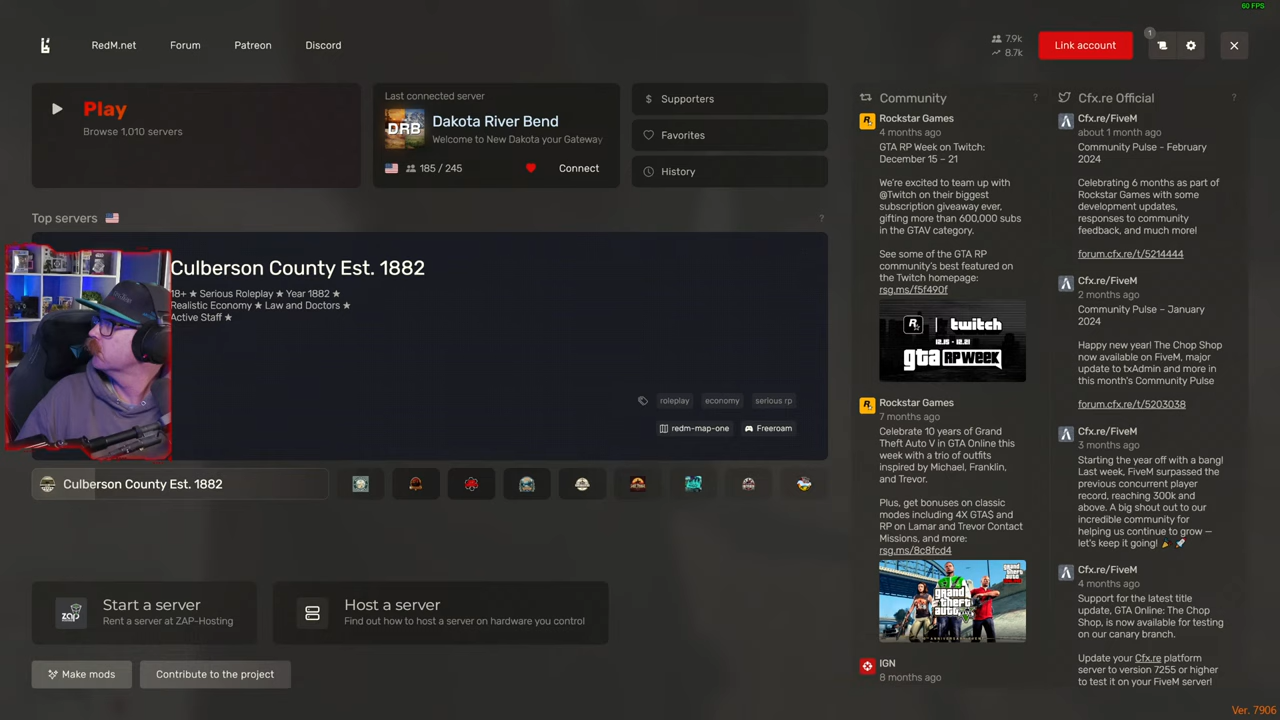 60 FPS
RedM.net
Forum
Patreon
Discord
7.9k
8.7k
Link account
1
Play
Browse 1,010 servers
Last connected server
DRB
Dakota River Bend
Welcome to New Dakota your Gateway
185 / 245
Connect
Supporters
Favorites
History
Top servers
?
Culberson County Est. 1882
18+ ★ Serious Roleplay ★ Year 1882 ★
Realistic Economy ★ Law and Doctors ★
Active Staff ★
roleplay
economy
serious rp
redm-map-one
Freeroam
Culberson County Est. 1882
zap
Start a server
Rent a server at ZAP-Hosting
Host a server
Find out how to host a server on hardware you control
Make mods
Contribute to the project
Community
?
Rockstar Games
4 months ago
GTA RP Week on Twitch:
December 15 – 21
We're excited to team up with
@Twitch on their biggest
subscription giveaway ever,
gifting more than 600,000 subs
in the GTAV category.
See some of the GTA RP
community's best featured on
the Twitch homepage:
rsg.ms/f5f490f
R★ | twitch
12.15 - 12.21
gta RP WEEK
Rockstar Games
7 months ago
Celebrate 10 years of Grand
Theft Auto V in GTA Online this
week with a trio of outfits
inspired by Michael, Franklin,
and Trevor.
Plus, get bonuses on classic
modes including 4X GTA$ and
RP on Lamar and Trevor Contact
Missions, and more:
rsg.ms/8c8fcd4
grand
theft
auto
V
IGN
8 months ago
Cfx.re Official
?
Cfx.re/FiveM
about 1 month ago
Community Pulse - February
2024
Celebrating 6 months as part of
Rockstar Games with some
development updates,
responses to community
feedback, and much more!
forum.cfx.re/t/5214444
Cfx.re/FiveM
2 months ago
Community Pulse – January
2024
Happy new year! The Chop Shop
now available on FiveM, major
update to txAdmin and more in
this month's Community Pulse
forum.cfx.re/t/5203038
Cfx.re/FiveM
3 months ago
Starting the year off with a bang!
Last week, FiveM surpassed the
previous concurrent player
record, reaching 300k and
above. A big shout out to our
incredible community for
helping us continue to grow —
let's keep it going! 🎉 🚀
Cfx.re/FiveM
4 months ago
Support for the latest title
update, GTA Online: The Chop
Shop, is now available for testing
on our canary branch.
Update your Cfx.re platform
server to version 7255 or higher
to test it on your FiveM server!
Ver. 7906